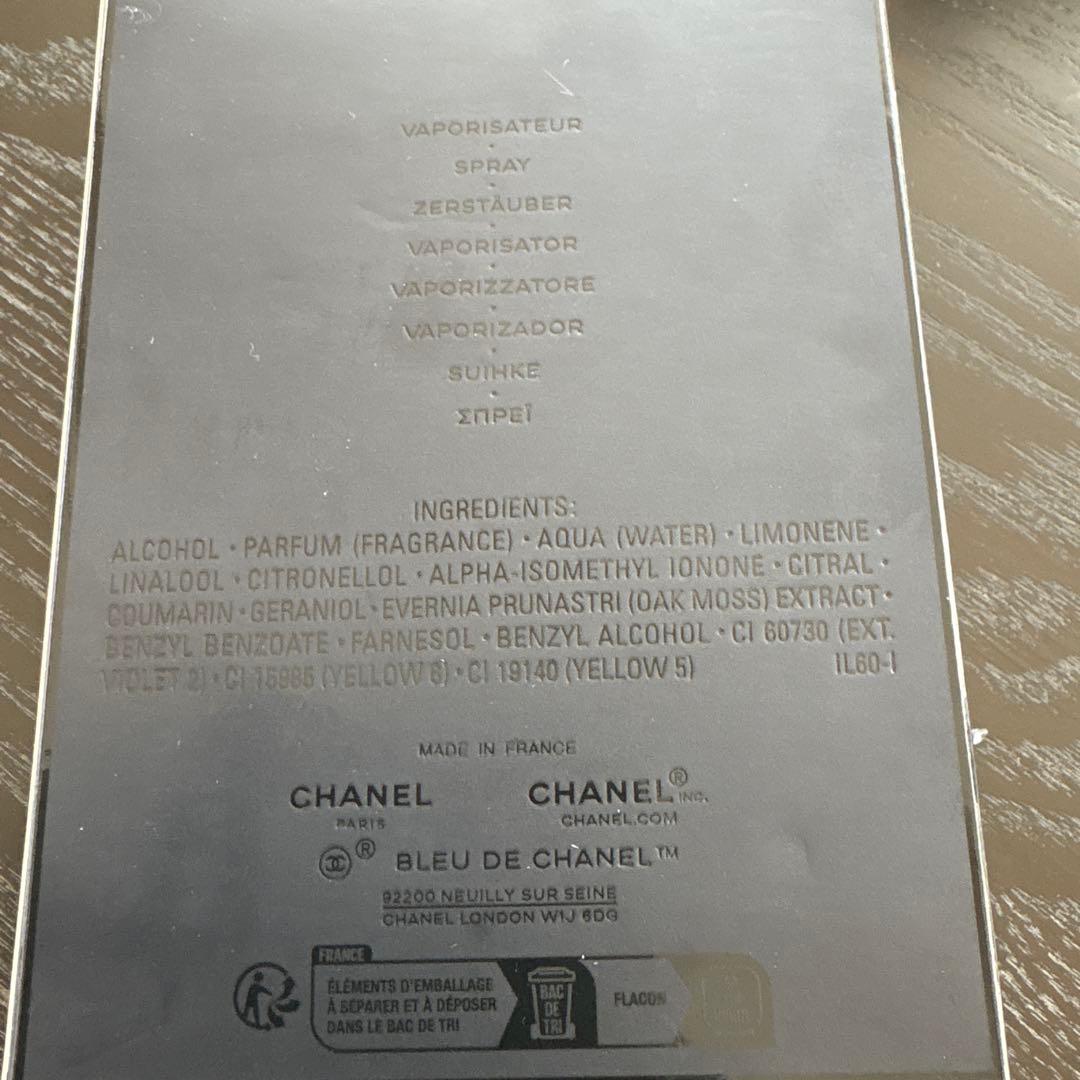 VAPORISATEUR
SPRAY
ZERSTÄUBER
VAPORISATOR
VAPORIZZATORE
VAPORIZADOR
SUIHKE
ΣΠΡΕΪ
INGREDIENTS:
ALCOHOL • PARFUM (FRAGRANCE) • AQUA (WATER) • LIMONENE •
LINALOOL • CITRONELLOL • ALPHA-ISOMETHYL IONONE • CITRAL •
COUMARIN • GERANIOL • EVERNIA PRUNASTRI (OAK MOSS) EXTRACT •
BENZYL BENZOATE • FARNESOL • BENZYL ALCOHOL • CI 60730 (EXT.
VIOLET 2) • CI 15985 (YELLOW 6) • CI 19140 (YELLOW 5) IL60-I
MADE IN FRANCE
CHANEL CHANEL® INC.
PARIS CHANEL.COM
® BLEU DE CHANEL™
92200 NEUILLY SUR SEINE
CHANEL LONDON W1J 6DG
FRANCE
ÉLÉMENTS D'EMBALLAGE
À SÉPARER ET À DÉPOSER
DANS LE BAC DE TRI
BAC
DE
TRI
FLACON